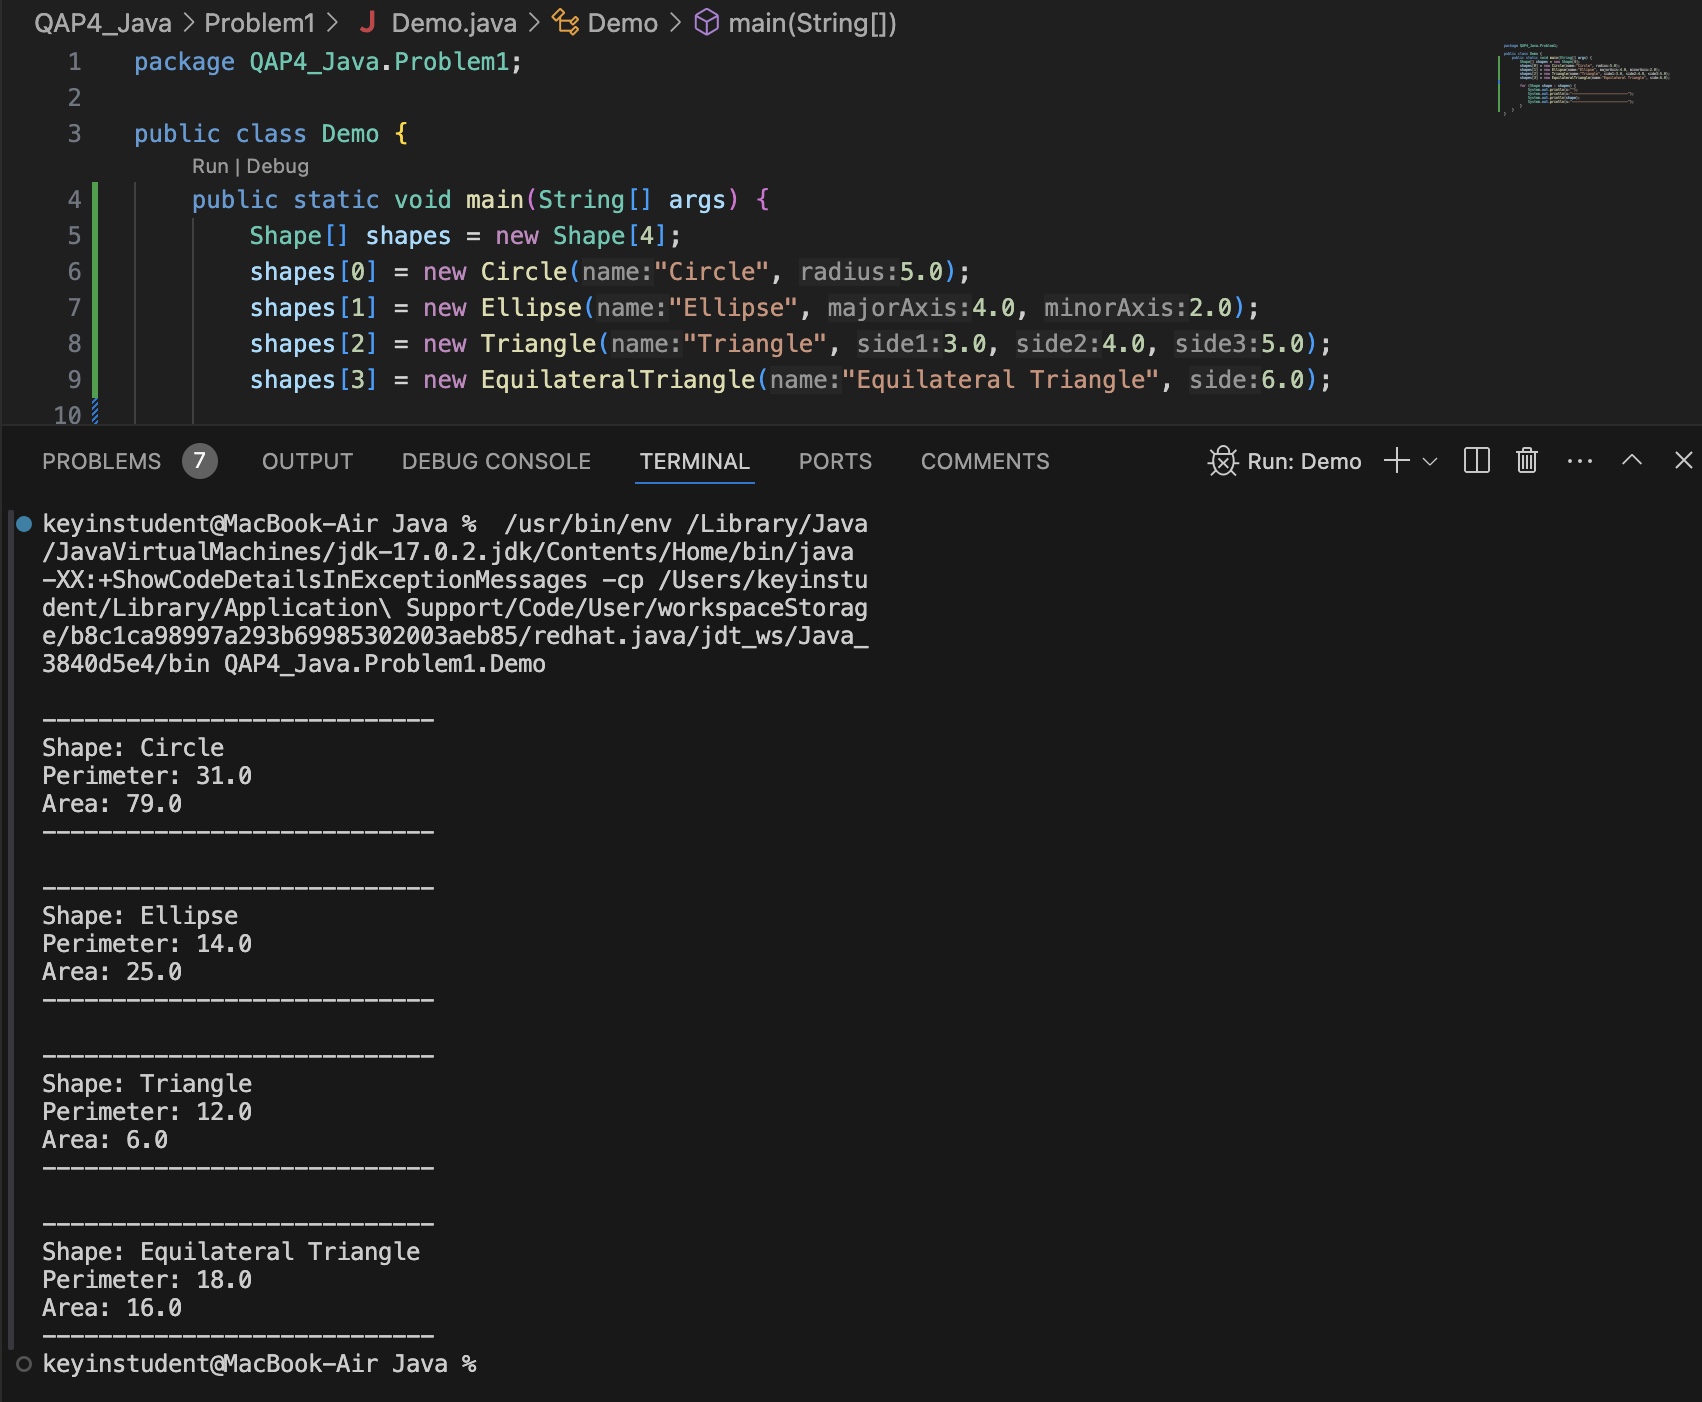 QAP4_Java > Problem1 > J Demo.java > Demo > main(String[])
1 package QAP4_Java.Problem1;
2
3 public class Demo {
Run | Debug
4 public static void main(String[] args) {
5 Shape[] shapes = new Shape[4];
6 shapes[0] = new Circle(name:"Circle", radius:5.0);
7 shapes[1] = new Ellipse(name:"Ellipse", majorAxis:4.0, minorAxis:2.0);
8 shapes[2] = new Triangle(name:"Triangle", side1:3.0, side2:4.0, side3:5.0);
9 shapes[3] = new EquilateralTriangle(name:"Equilateral Triangle", side:6.0);
10
PROBLEMS 7 OUTPUT DEBUG CONSOLE TERMINAL PORTS COMMENTS Run: Demo
keyinstudent@MacBook-Air Java %  /usr/bin/env /Library/Java
/JavaVirtualMachines/jdk-17.0.2.jdk/Contents/Home/bin/java
-XX:+ShowCodeDetailsInExceptionMessages -cp /Users/keyinstu
dent/Library/Application\ Support/Code/User/workspaceStorag
e/b8c1ca98997a293b69985302003aeb85/redhat.java/jdt_ws/Java_
3840d5e4/bin QAP4_Java.Problem1.Demo
----------------------------
Shape: Circle
Perimeter: 31.0
Area: 79.0
----------------------------
----------------------------
Shape: Ellipse
Perimeter: 14.0
Area: 25.0
----------------------------
----------------------------
Shape: Triangle
Perimeter: 12.0
Area: 6.0
----------------------------
----------------------------
Shape: Equilateral Triangle
Perimeter: 18.0
Area: 16.0
----------------------------
keyinstudent@MacBook-Air Java %